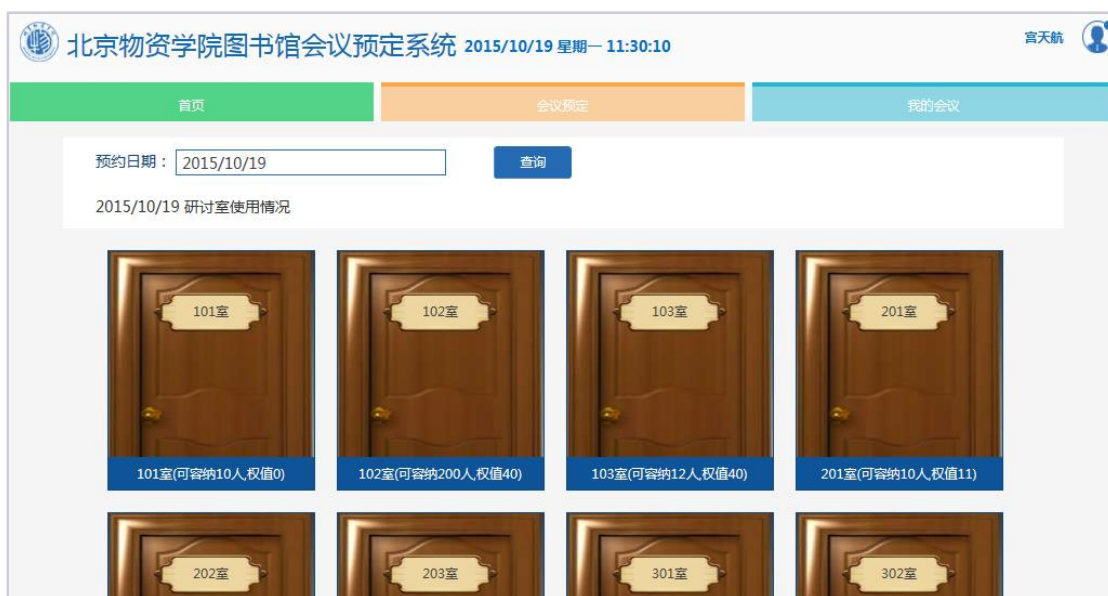 北京物资学院图书馆会议预定系统 2015/10/19 星期一 11:30:10
宫天航
首页 会议预定 我的会议
预约日期： 2015/10/19 查询
2015/10/19 研讨室使用情况
101室 102室 103室 201室
101室(可容纳10人,权值0) 102室(可容纳200人,权值40) 103室(可容纳12人,权值40) 201室(可容纳10人,权值11)
202室 203室 301室 302室